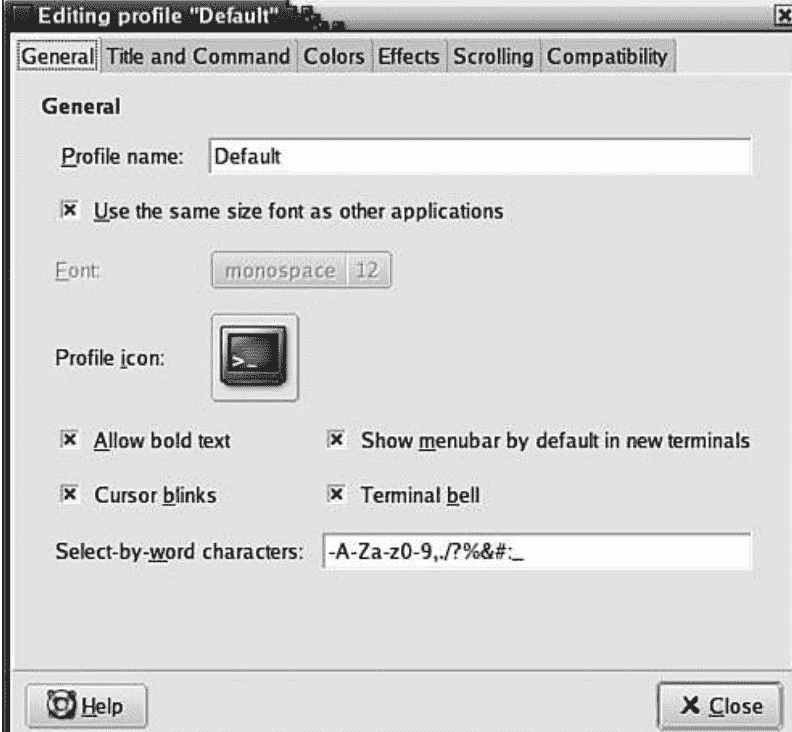 Editing profile "Default"
General Title and Command Colors Effects Scrolling Compatibility
General
Profile name: Default
Use the same size font as other applications
Font: monospace 12
>_
Profile icon:
Allow bold text Show menubar by default in new terminals
Cursor blinks Terminal bell
Select-by-word characters: -A-Za-z0-9,./?%&#:_
Help Close